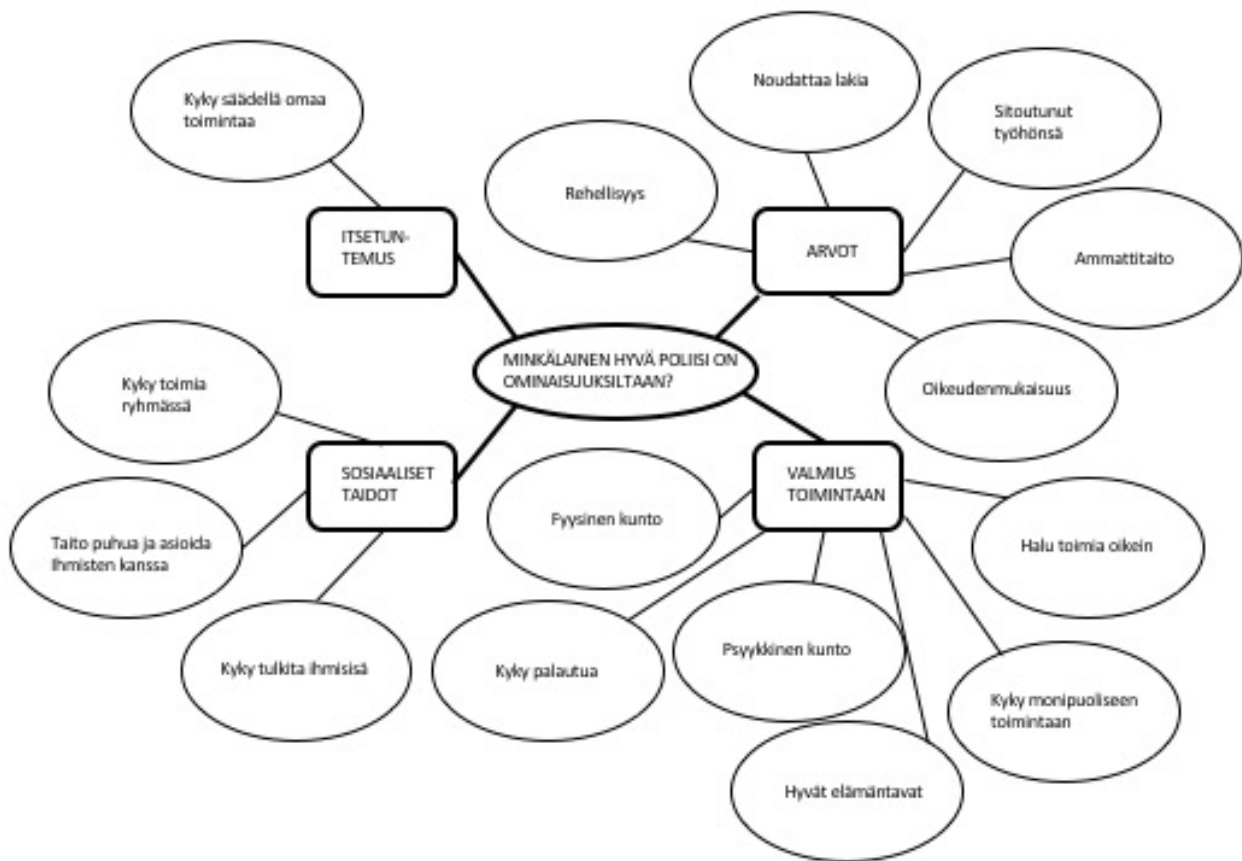 Noudattaa lakia
Kyky säädellä omaa
toimintaa
Sitoutunut
työhönsä
Rehellisyys
ITSETUN-
TEMUS
ARVOT
Ammattitaito
MINKÄLAINEN HYVÄ POLIISI ON
OMINAISUUKSILTAAN?
Kyky toimia
ryhmässä
Oikeudenmukaisuus
SOSIAALISET
TAIDOT
VALMIUS
TOIMINTAAN
Fyysinen kunto
Taito puhua ja asioida
Ihmisten kanssa
Halu toimia oikein
Kyky tulkita ihmisisä
Kyky palautua
Psyykkinen kunto
Kyky monipuoliseen
toimintaan
Hyvät elämäntavat